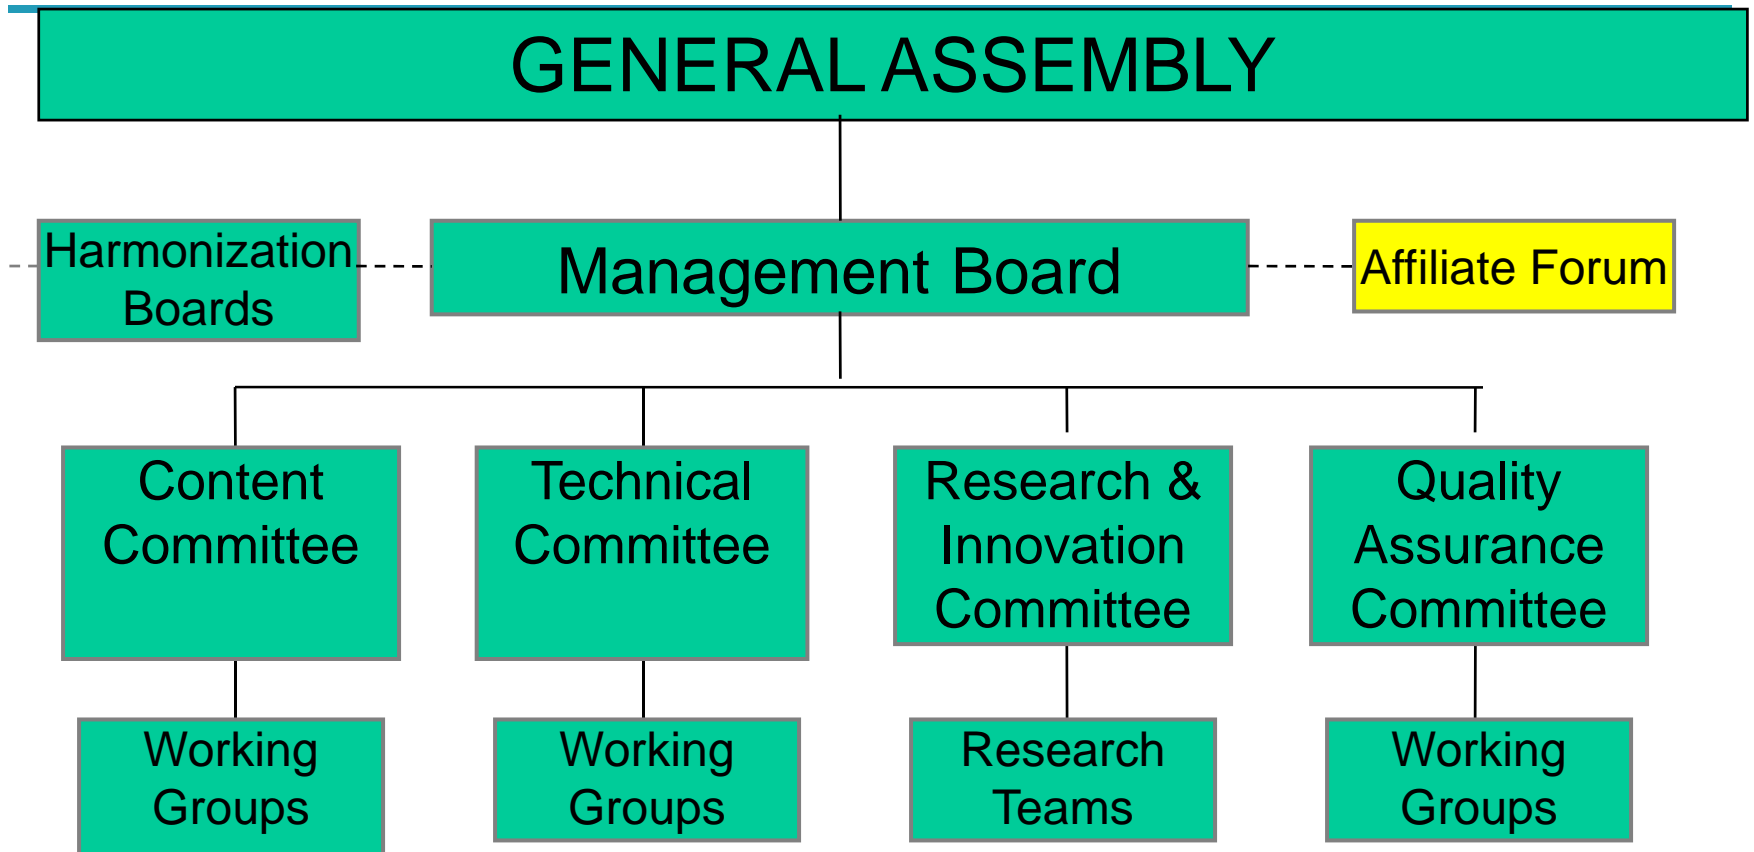 GENERAL ASSEMBLY
Harmonization
Boards
Management Board
Affiliate Forum
Content
Committee
Technical
Committee
Research &
Innovation
Committee
Quality
Assurance
Committee
Working
Groups
Working
Groups
Research
Teams
Working
Groups